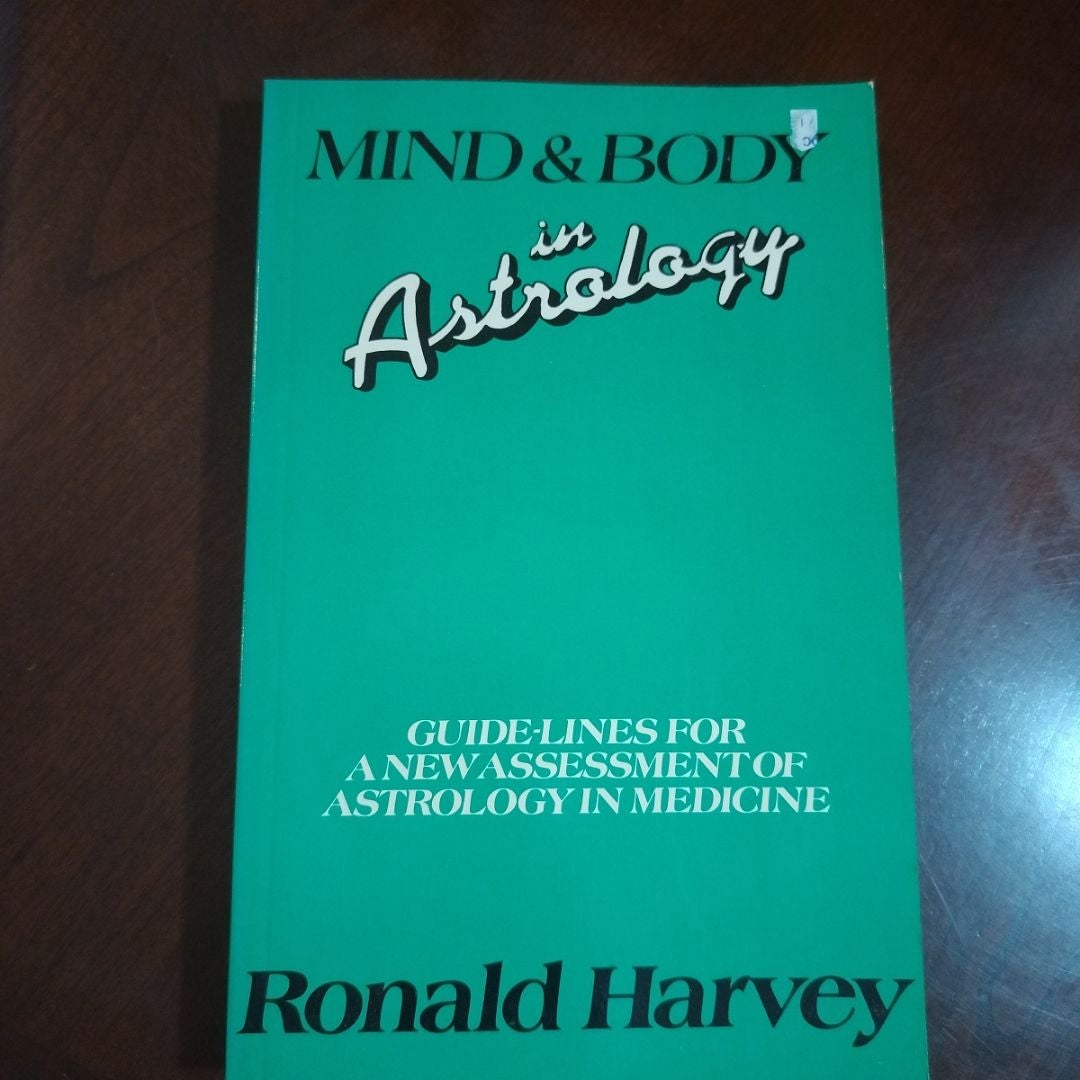 MIND & BODY
in
Astrology
GUIDE-LINES FOR
A NEW ASSESSMENT OF
ASTROLOGY IN MEDICINE
Ronald Harvey